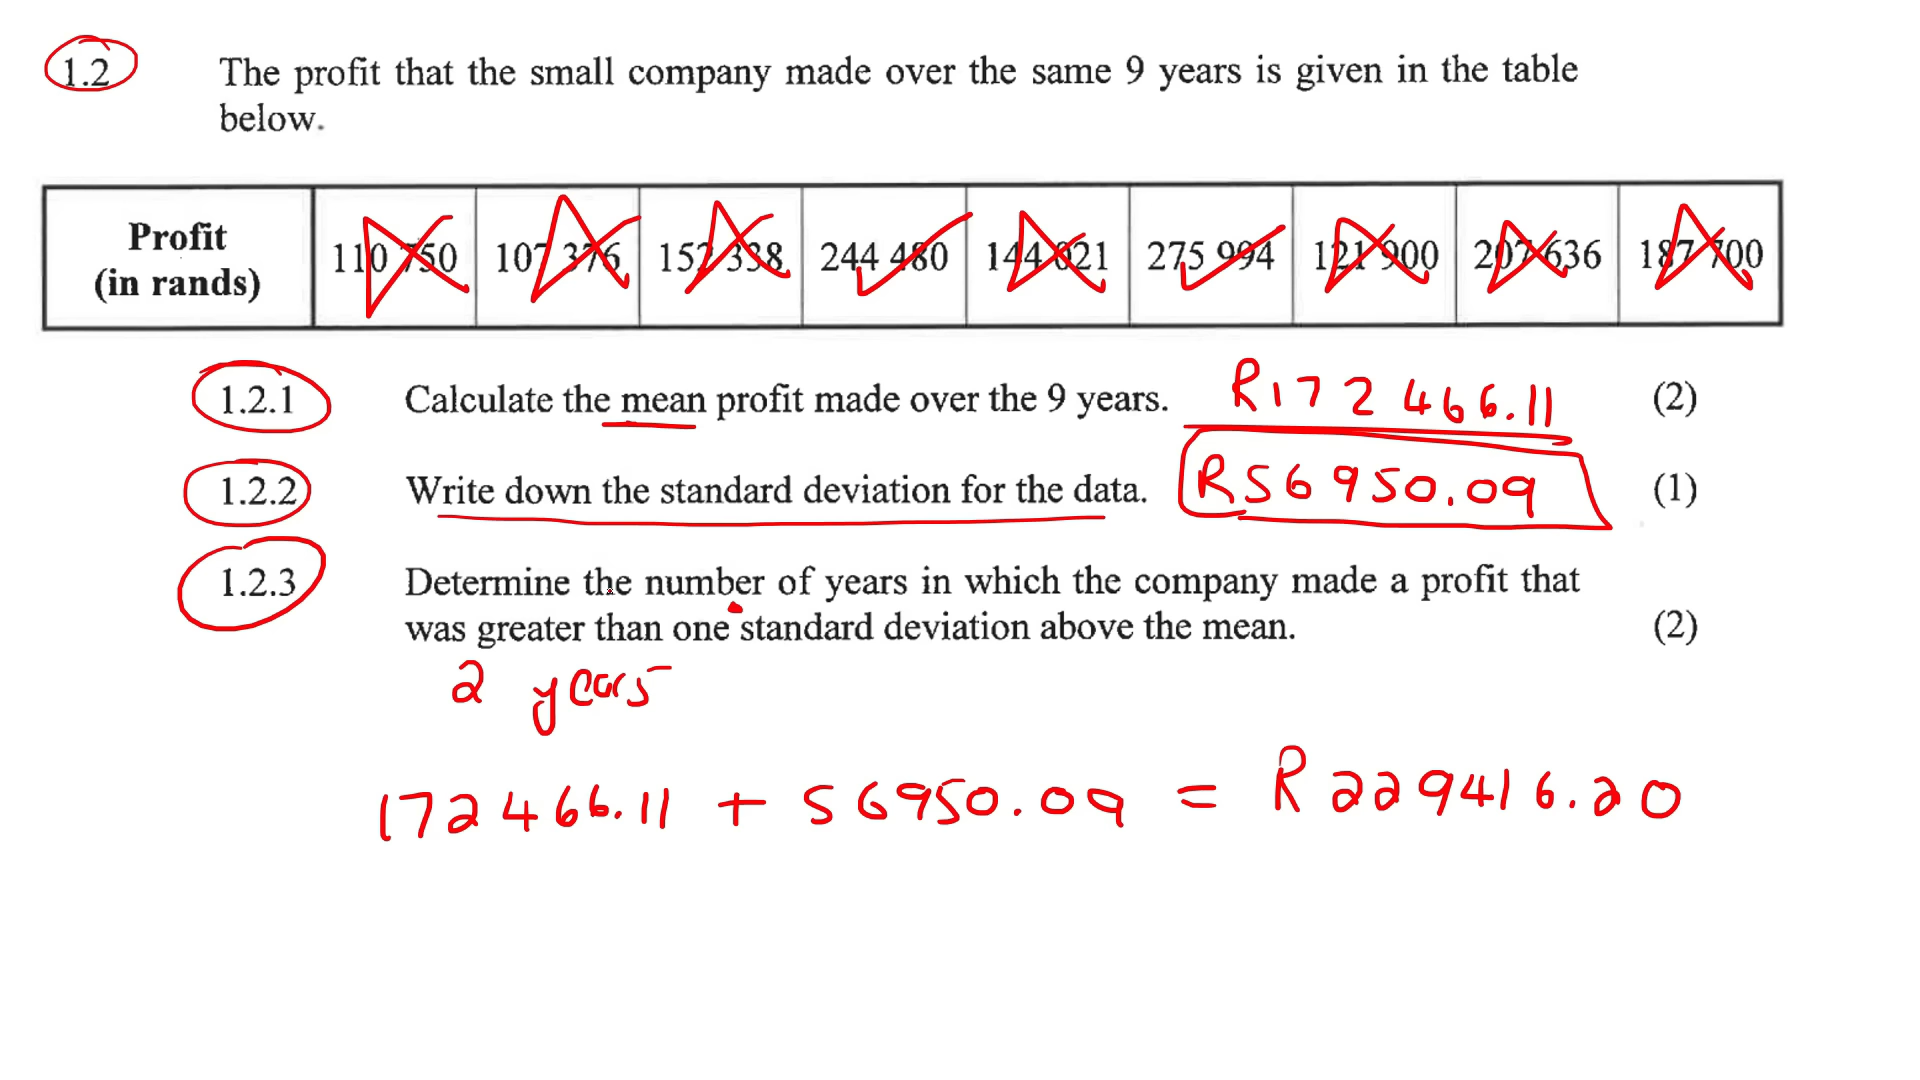 1.2 The profit that the small company made over the same 9 years is given in the table
below.
Profit
(in rands) 110 750 107 376 152 338 244 480 144 021 275 994 121 900 207 636 187 700
1.2.1 Calculate the mean profit made over the 9 years. R172 466.11 (2)
1.2.2 Write down the standard deviation for the data. R56950.09 (1)
1.2.3 Determine the number of years in which the company made a profit that
was greater than one standard deviation above the mean. (2)
2 years
172466.11 + 56950.09 = R229416.20